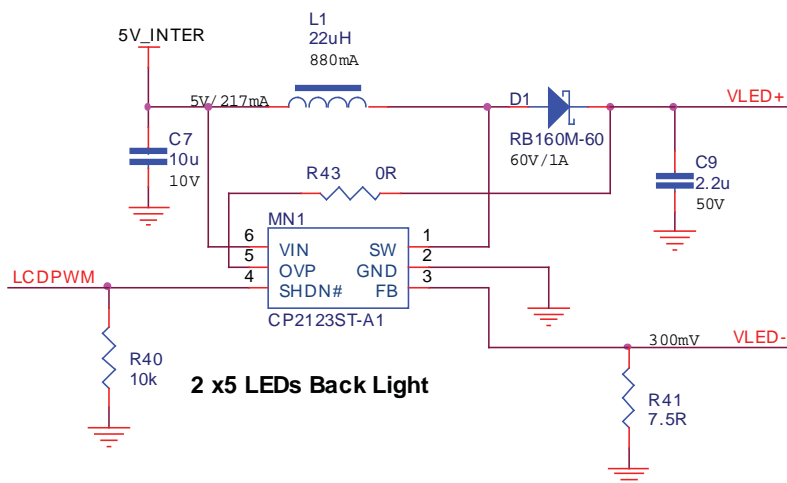 L1
22uH
880mA
5V_INTER
5V/217mA
D1
RB160M-60
60V/1A
VLED+
C7
10u
10V
C9
2.2u
50V
R43 0R
MN1
6 VIN SW 1
5 OVP GND 2
4 SHDN# FB 3
CP2123ST-A1
LCDPWM
R40
10k
2 x5 LEDs Back Light
300mV
VLED-
R41
7.5R